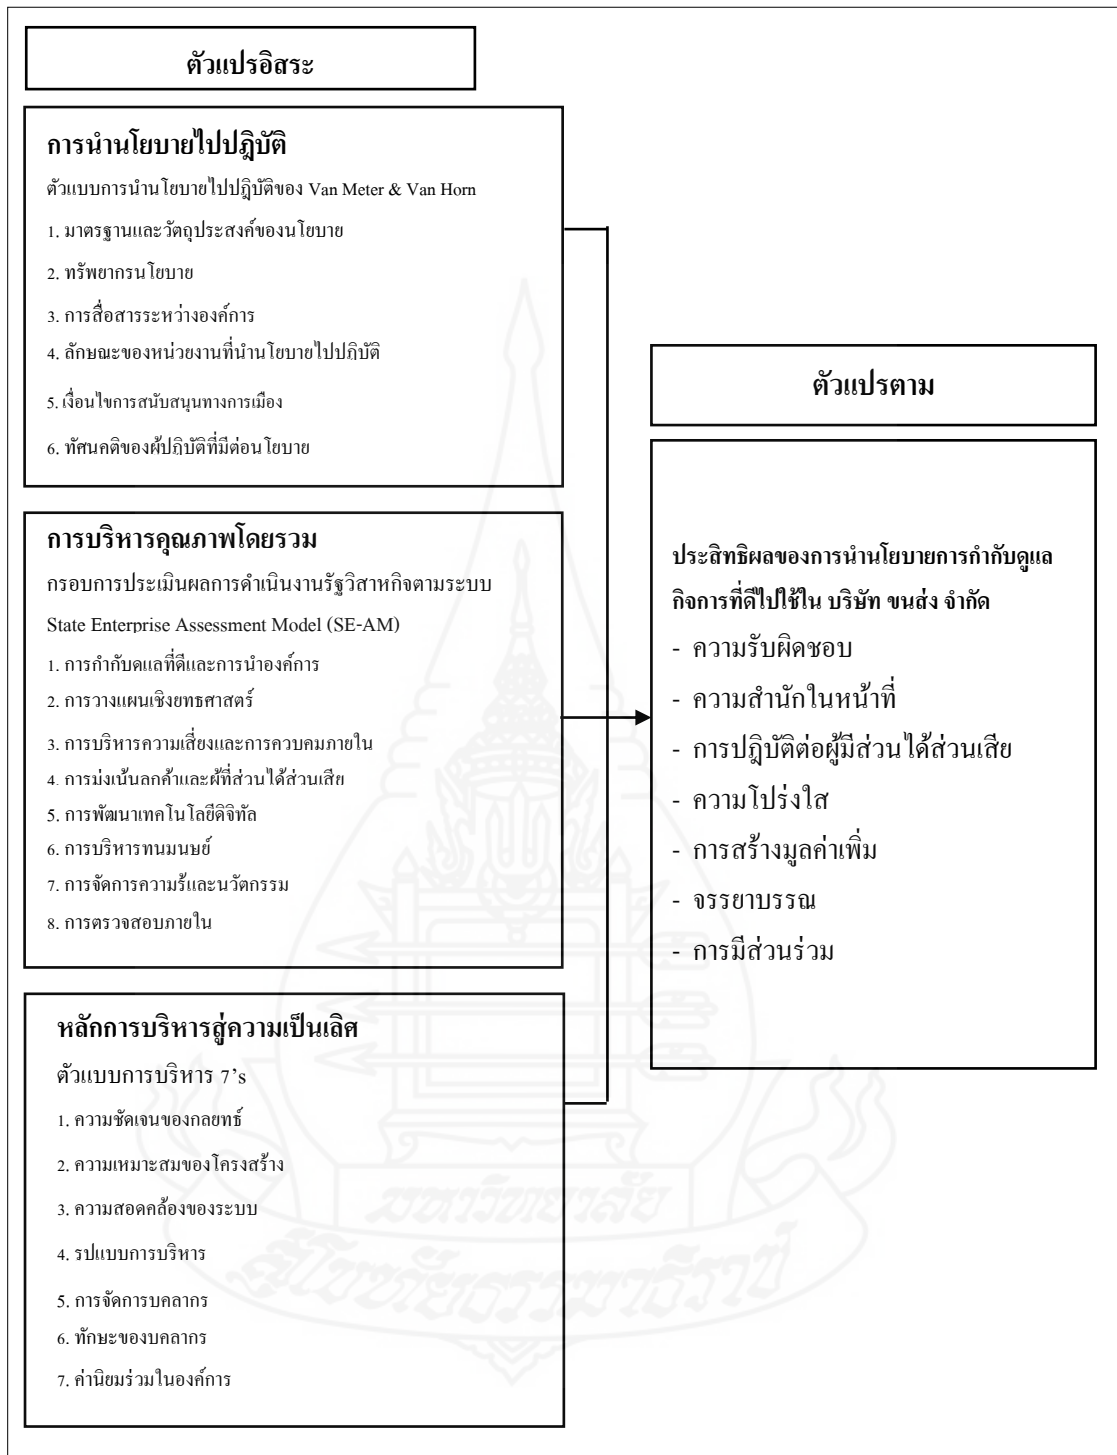 ตัวแปรอิสระ
การนำนโยบายไปปฎิบัติ
ตัวแบบการนำนโยบายไปปฎิบัติของ Van Meter & Van Horn
1. มาตรฐานและวัตถุประสงค์ของนโยบาย
2. ทรัพยากรนโยบาย
3. การสื่อสารระหว่างองค์การ
4. ลักษณะของหน่วยงานที่นำนโยบายไปปฏิบัติ
5. เงื่อนไขการสนับสนุนทางการเมือง
6. ทัศนคติของผู้ปฏิบัติที่มีต่อนโยบาย
การบริหารคุณภาพโดยรวม
กรอบการประเมินผลการดำเนินงานรัฐวิสาหกิจตามระบบ
State Enterprise Assessment Model (SE-AM)
1. การกำกับดูแลที่ดีและการนำองค์การ
2. การวางแผนเชิงยุทธศาสตร์
3. การบริหารความเสี่ยงและการควบคุมภายใน
4. การมุ่งเน้นลูกค้าและผู้ที่ส่วนได้ส่วนเสีย
5. การพัฒนาเทคโนโลยีดิจิทัล
6. การบริหารทุนมนุษย์
7. การจัดการความรู้และนวัตกรรม
8. การตรวจสอบภายใน
หลักการบริหารสู่ความเป็นเลิศ
ตัวแบบการบริหาร 7's
1. ความชัดเจนของกลยุทธ์
2. ความเหมาะสมของโครงสร้าง
3. ความสอดคล้องของระบบ
4. รูปแบบการบริหาร
5. การจัดการบุคลากร
6. ทักษะของบุคลากร
7. ค่านิยมร่วมในองค์การ
ตัวแปรตาม
ประสิทธิผลของการนำนโยบายการกำกับดูแล
กิจการที่ดีไปใช้ใน บริษัท ขนส่ง จำกัด
- ความรับผิดชอบ
- ความสำนึกในหน้าที่
- การปฎิบัติต่อผู้มีส่วนได้ส่วนเสีย
- ความโปร่งใส
- การสร้างมูลค่าเพิ่ม
- จรรยาบรรณ
- การมีส่วนร่วม
มหาวิทยาลัย
สุโขทัยธรรมาธิราช